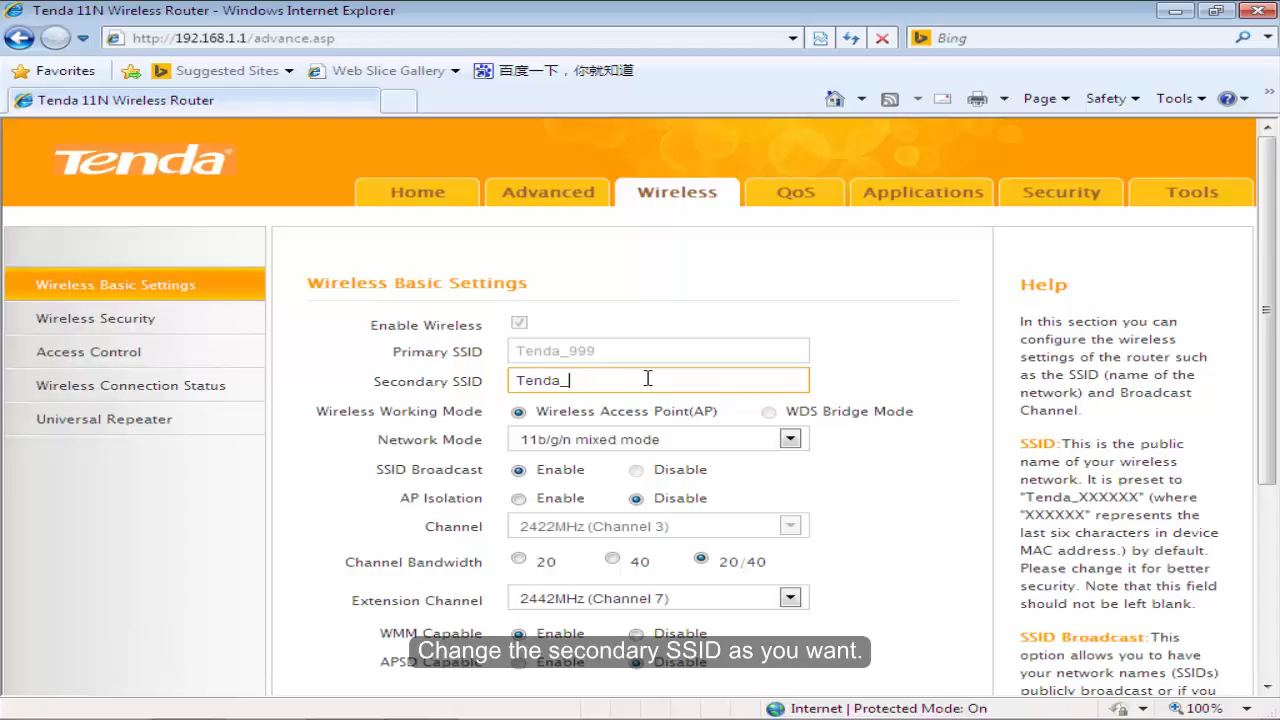 Tenda 11N Wireless Router - Windows Internet Explorer
http://192.168.1.1/advance.asp
Bing
Favorites
Suggested Sites
Web Slice Gallery
百度一下，你就知道
Tenda 11N Wireless Router
Page
Safety
Tools
Tenda®
Home
Advanced
Wireless
QoS
Applications
Security
Tools
Wireless Basic Settings
Wireless Security
Access Control
Wireless Connection Status
Universal Repeater
Wireless Basic Settings
Enable Wireless
Primary SSID Tenda_999
Secondary SSID Tenda_
Wireless Working Mode Wireless Access Point(AP) WDS Bridge Mode
Network Mode 11b/g/n mixed mode
SSID Broadcast Enable Disable
AP Isolation Enable Disable
Channel 2422MHz (Channel 3)
Channel Bandwidth 20 40 20/40
Extension Channel 2442MHz (Channel 7)
WMM Capable Enable Disable
APSD Capable Enable Disable
Change the secondary SSID as you want.
Help
In this section you can
configure the wireless
settings of the router such
as the SSID (name of the
network) and Broadcast
Channel.
SSID:This is the public
name of your wireless
network. It is preset to
"Tenda_XXXXXX" (where
"XXXXXX" represents the
last six characters in device
MAC address.) by default.
Please change it for better
security. Note that this field
should not be left blank.
SSID Broadcast:This
option allows you to have
your network names (SSIDs)
publicly broadcast or if you
Internet | Protected Mode: On
100%